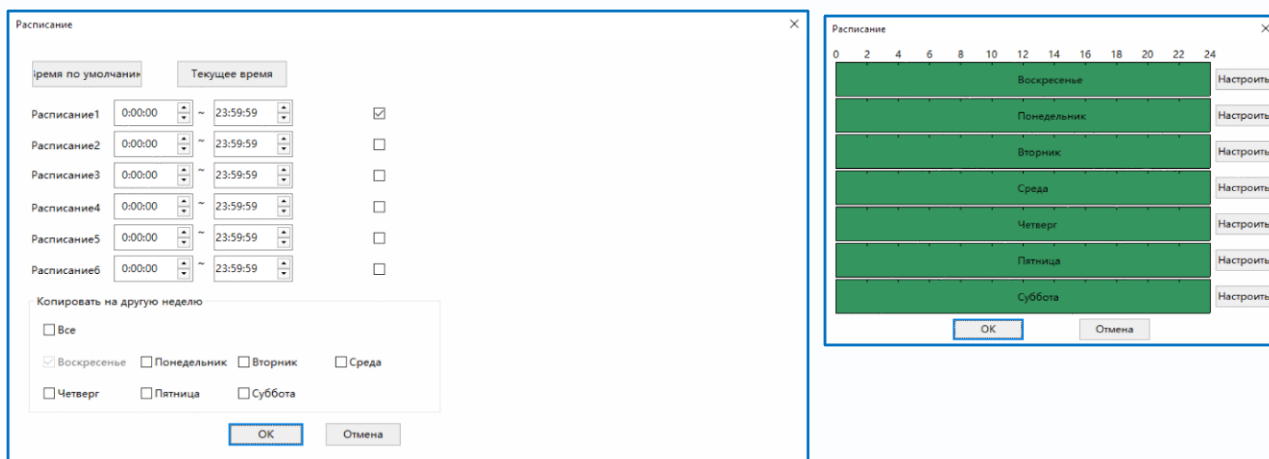 Расписание
ремя по умолчани Текущее время
Расписание1 0:00:00 ~ 23:59:59
Расписание2 0:00:00 ~ 23:59:59
Расписание3 0:00:00 ~ 23:59:59
Расписание4 0:00:00 ~ 23:59:59
Расписание5 0:00:00 ~ 23:59:59
Расписание6 0:00:00 ~ 23:59:59
Копировать на другую неделю
Все
Воскресенье Понедельник Вторник Среда
Четверг Пятница Суббота
OK Отмена
Расписание
0 2 4 6 8 10 12 14 16 18 20 22 24
Воскресенье Настроить
Понедельник Настроить
Вторник Настроить
Среда Настроить
Четверг Настроить
Пятница Настроить
Суббота Настроить
OK Отмена